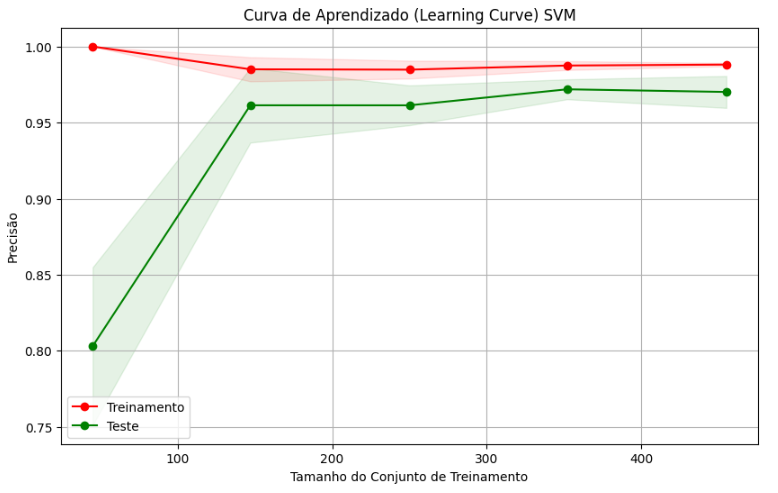 Curva de Aprendizado (Learning Curve) SVM
1.00
0.95
0.90
0.85
0.80
0.75
Precisão
Treinamento
Teste
100
200
300
400
Tamanho do Conjunto de Treinamento